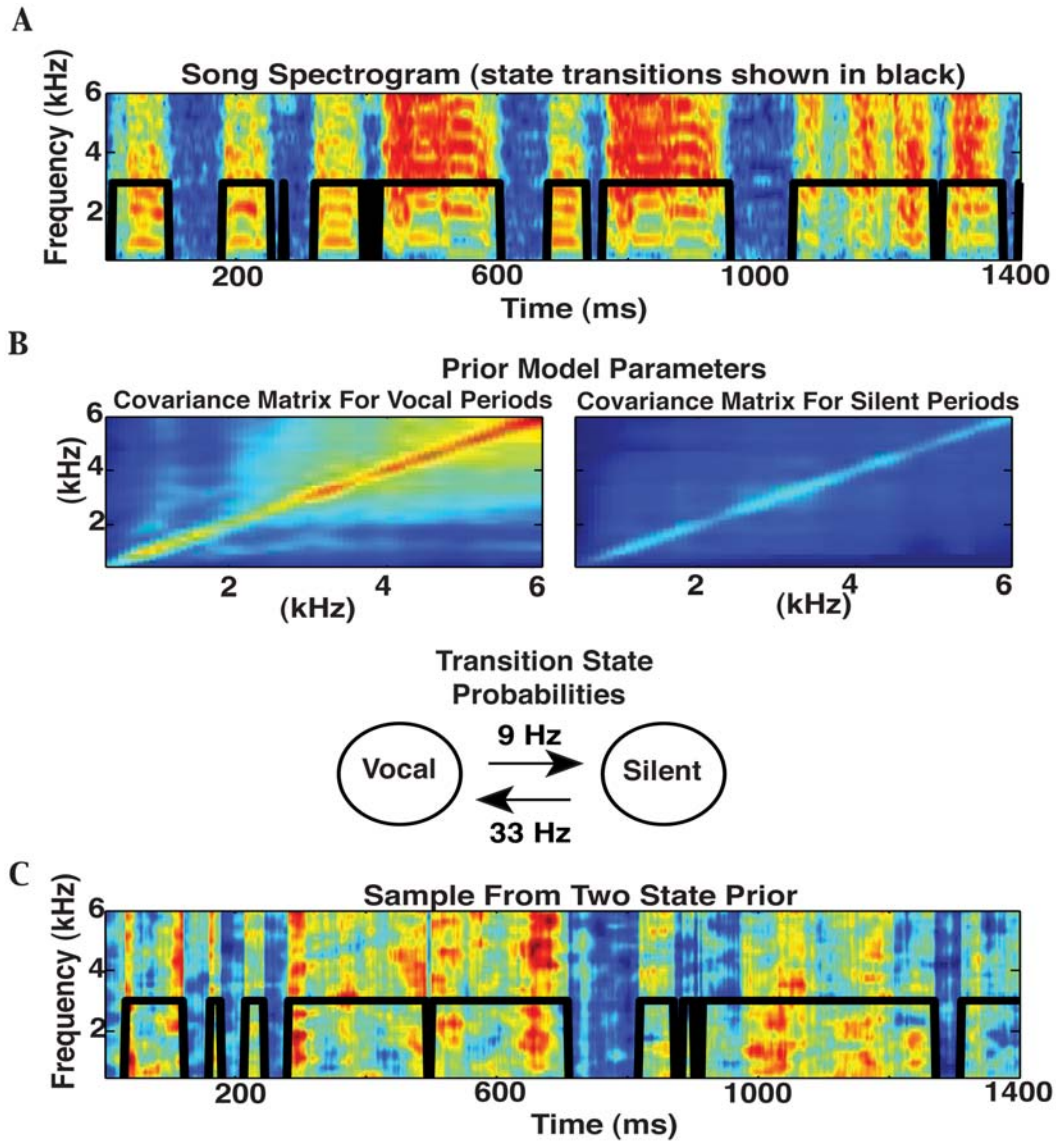 A
Song Spectrogram (state transitions shown in black)
Frequency (kHz)
6
4
2
200
600
1000
1400
Time (ms)
B
Prior Model Parameters
Covariance Matrix For Vocal Periods
Covariance Matrix For Silent Periods
(kHz)
6
4
2
2
4
6
(kHz)
2
4
6
(kHz)
Transition State
Probabilities
Vocal
9 Hz
33 Hz
Silent
C
Sample From Two State Prior
Frequency (kHz)
6
4
2
200
600
1000
1400
Time (ms)